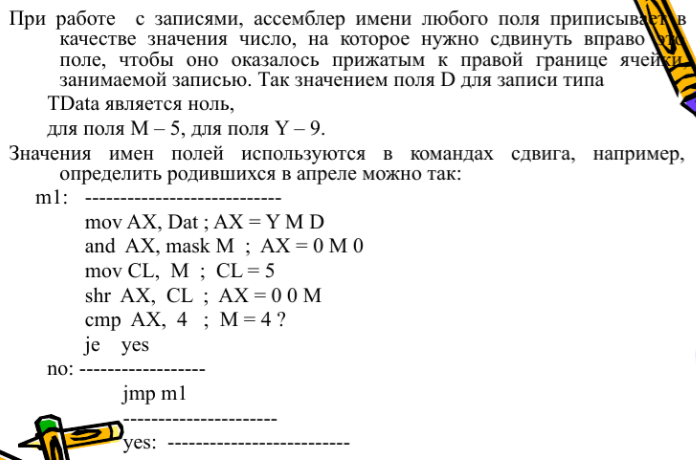 При работе с записями, ассемблер имени любого поля приписывает в
качестве значения число, на которое нужно сдвинуть вправо это
поле, чтобы оно оказалось прижатым к правой границе ячейки,
занимаемой записью. Так значением поля D для записи типа
TData является ноль,
для поля M – 5, для поля Y – 9.
Значения имен полей используются в командах сдвига, например,
определить родившихся в апреле можно так:
m1: ----------------------------
mov AX, Dat ; AX = Y M D
and AX, mask M ; AX = 0 M 0
mov CL, M ; CL = 5
shr AX, CL ; AX = 0 0 M
cmp AX, 4 ; M = 4 ?
je yes
no: ------------------
jmp m1
----------------------
yes: --------------------------